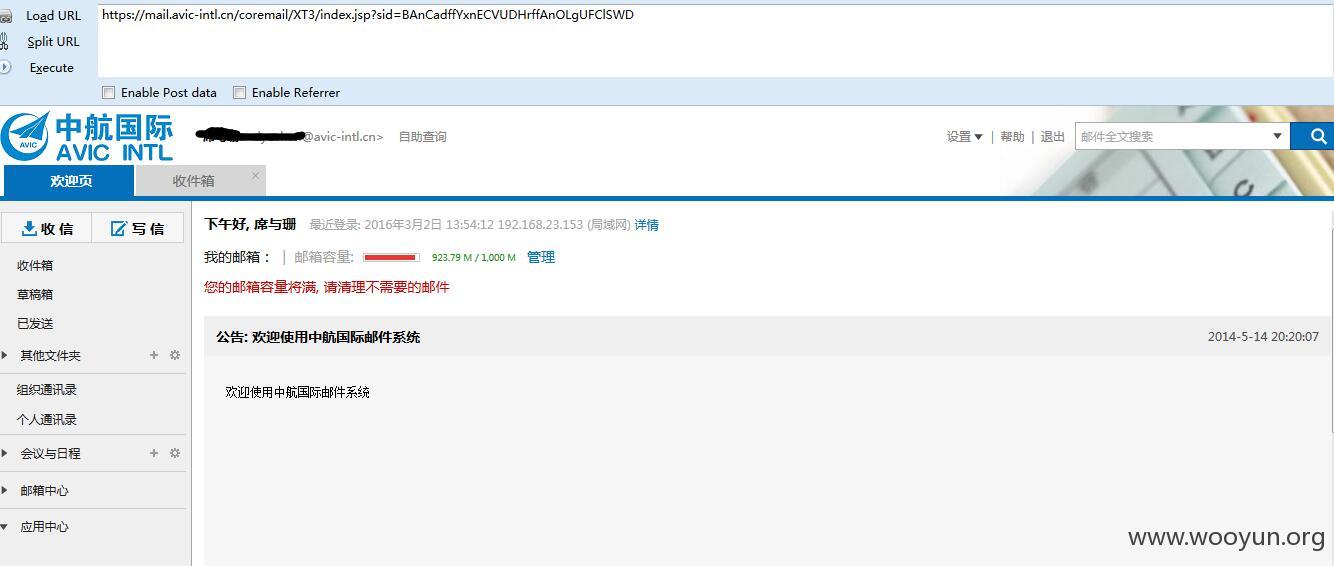 Load URL
https://mail.avic-intl.cn/coremail/XT3/index.jsp?sid=BAnCadffYxnECVUDHrffAnOLgUFClSWD
Split URL
Execute
Enable Post data Enable Referrer
中航国际
AVIC
AVIC INTL
@avic-intl.cn> 自助查询
设置 | 帮助 | 退出 邮件全文搜索
欢迎页 收件箱 ×
收信 写信
下午好, 席与珊 最近登录: 2016年3月2日 13:54:12 192.168.23.153 (局域网) 详情
我的邮箱： | 邮箱容量: 923.79 M / 1,000 M 管理
您的邮箱容量将满, 请清理不需要的邮件
收件箱
草稿箱
已发送
其他文件夹 +
组织通讯录
个人通讯录
会议与日程 +
邮箱中心
应用中心
公告: 欢迎使用中航国际邮件系统 2014-5-14 20:20:07
欢迎使用中航国际邮件系统
www.wooyun.org